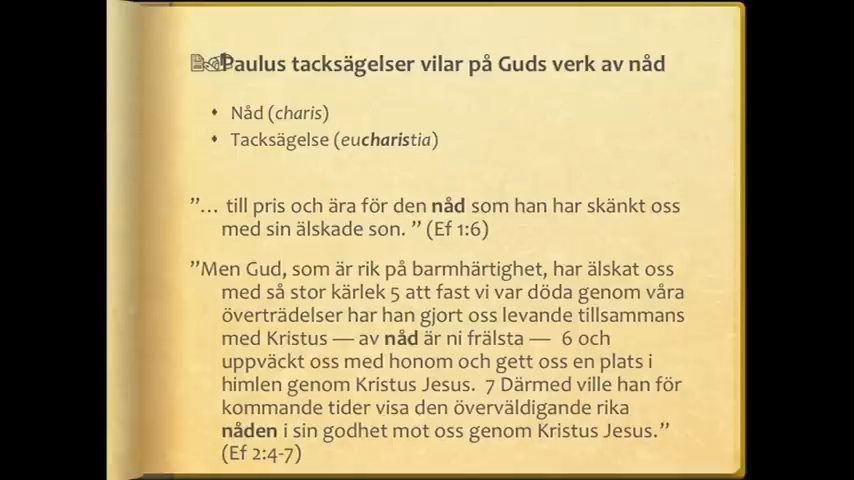 Paulus tacksägelser vilar på Guds verk av nåd
Nåd (charis)
Tacksägelse (eucharistia)
”… till pris och ära för den nåd som han har skänkt oss
med sin älskade son. ” (Ef 1:6)
”Men Gud, som är rik på barmhärtighet, har älskat oss
med så stor kärlek 5 att fast vi var döda genom våra
överträdelser har han gjort oss levande tillsammans
med Kristus — av nåd är ni frälsta — 6 och
uppväckt oss med honom och gett oss en plats i
himlen genom Kristus Jesus. 7 Därmed ville han för
kommande tider visa den överväldigande rika
nåden i sin godhet mot oss genom Kristus Jesus.”
(Ef 2:4-7)